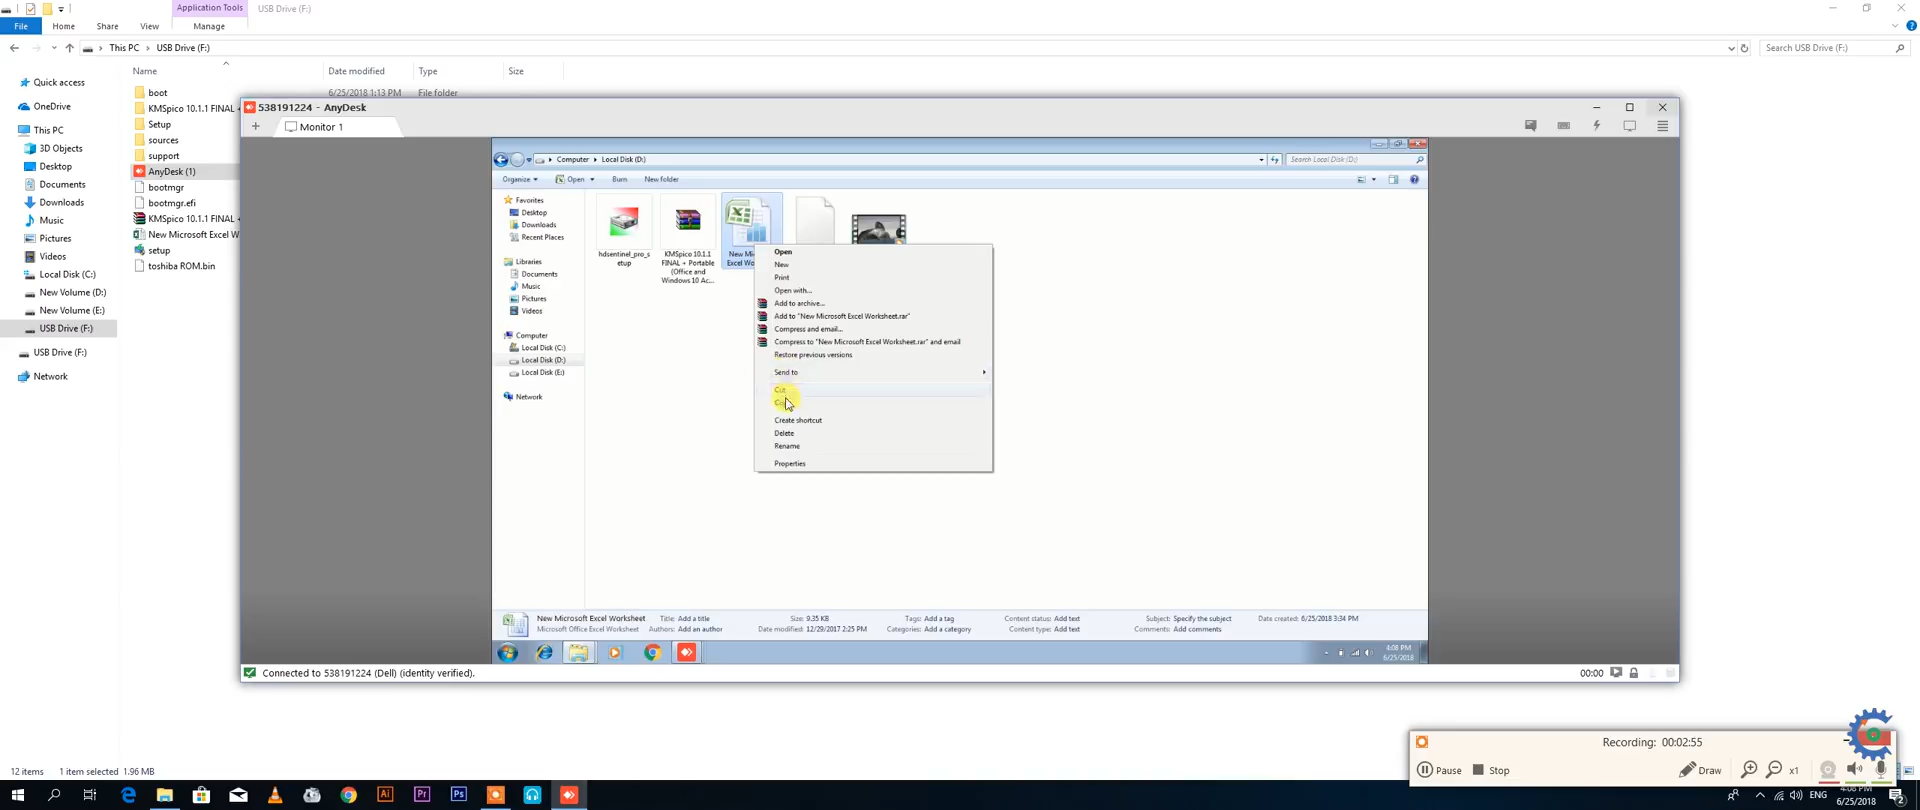 Application Tools
USB Drive (F:)
File
Home
Share
View
Manage
This PC
USB Drive (F:)
Search USB Drive (F:)
Name
Date modified
Type
Size
Quick access
OneDrive
This PC
3D Objects
Desktop
Documents
Downloads
Music
Pictures
Videos
Local Disk (C:)
New Volume (D:)
New Volume (E:)
USB Drive (F:)
USB Drive (F:)
Network
boot
6/25/2018 1:13 PM
File folder
KMSpico 10.1.1 FINAL +
Setup
sources
support
AnyDesk (1)
bootmgr
bootmgr.efi
KMSpico 10.1.1 FINAL +
New Microsoft Excel W
setup
toshiba ROM.bin
538191224 - AnyDesk
Monitor 1
Computer
Local Disk (D:)
Search Local Disk (D:)
Organize
Open
Burn
New folder
Favorites
Desktop
Downloads
Recent Places
Libraries
Documents
Music
Pictures
Videos
Computer
Local Disk (C:)
Local Disk (D:)
Local Disk (E:)
Network
hdsentinel_pro_s
etup
KMSpico 10.1.1
FINAL + Portable
(Office and
Windows 10 Ac...
New Mi
Excel Wo
Open
New
Print
Open with...
Add to archive...
Add to "New Microsoft Excel Worksheet.rar"
Compress and email...
Compress to "New Microsoft Excel Worksheet.rar" and email
Restore previous versions
Send to
Cut
Create shortcut
Delete
Rename
Properties
New Microsoft Excel Worksheet
Title: Add a title
Size: 9.35 KB
Tags: Add a tag
Content status: Add text
Subject: Specify the subject
Date created: 6/25/2018 3:34 PM
Microsoft Office Excel Worksheet
Authors: Add an author
Date modified: 12/29/2017 2:25 PM
Categories: Add a category
Content type: Add text
Comments: Add comments
4:08 PM
6/25/2018
Connected to 538191224 (Dell) (identity verified).
00:00
Recording: 00:02:55
Pause
Stop
Draw
x1
12 items
1 item selected 1.96 MB
Ai
Pr
Ps
ENG
4:08 PM
6/25/2018
2